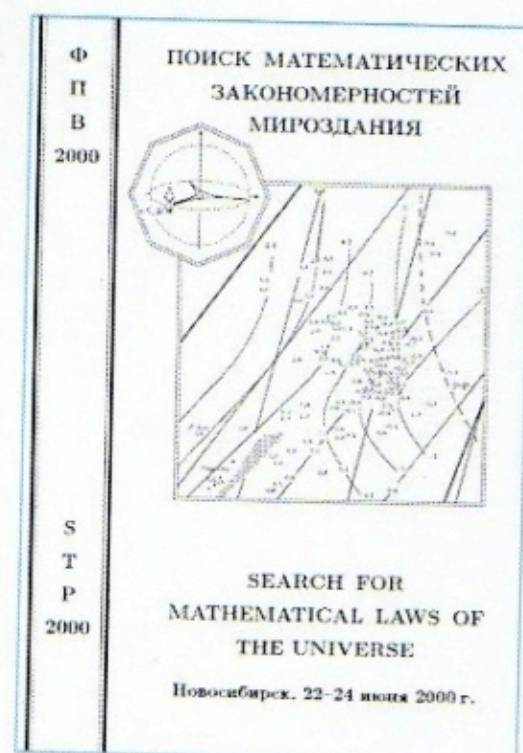 Ф
П
В
2000
ПОИСК МАТЕМАТИЧЕСКИХ
ЗАКОНОМЕРНОСТЕЙ
МИРОЗДАНИЯ
S
T
P
2000
SEARCH FOR
MATHEMATICAL LAWS OF
THE UNIVERSE
Новосибирск. 22–24 июня 2000 г.